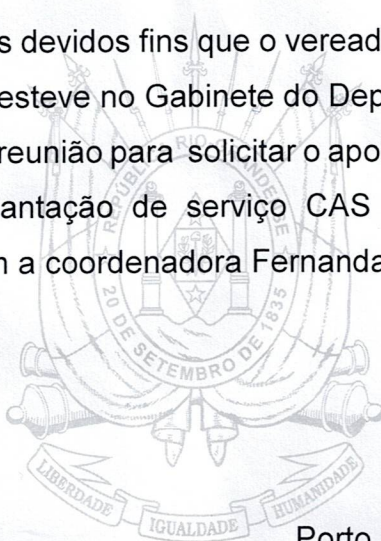 s devidos fins que o veread
esteve no Gabinete do Dep
reunião para solicitar o apo
antação de serviço CAS
a coordenadora Fernanda
REPÚBLICA RIO GRANDENSE
20 DE SETEMBRO DE 1835
LIBERDADE IGUALDADE HUMANIDADE
Porto